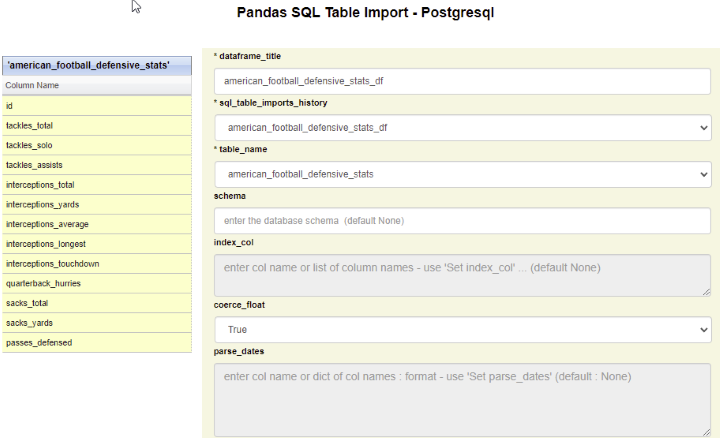 Pandas SQL Table Import - Postgresql
'american_football_defensive_stats'
Column Name
id
tackles_total
tackles_solo
tackles_assists
interceptions_total
interceptions_yards
interceptions_average
interceptions_longest
interceptions_touchdown
quarterback_hurries
sacks_total
sacks_yards
passes_defensed
* dataframe_title
american_football_defensive_stats_df
* sql_table_imports_history
american_football_defensive_stats_df
* table_name
american_football_defensive_stats
schema
enter the database schema (default None)
index_col
enter col name or list of column names - use 'Set index_col' ... (default None)
coerce_float
True
parse_dates
enter col name or dict of col names : format - use 'Set parse_dates' (default : None)